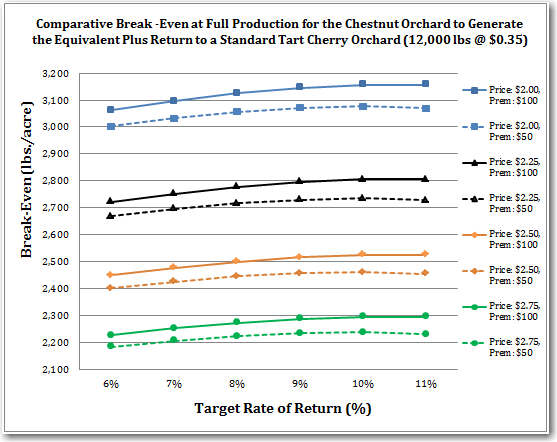 Comparative Break -Even at Full Production for the Chestnut Orchard to Generate
the Equivalent Plus Return to a Standard Tart Cherry Orchard (12,000 lbs @ $0.35)
Break-Even (lbs./acre)
3,200
3,100
3,000
2,900
2,800
2,700
2,600
2,500
2,400
2,300
2,200
2,100
6%
7%
8%
9%
10%
11%
Target Rate of Return (%)
Price: $2.00,
Prem: $100
Price: $2.00,
Prem: $50
Price: $2.25,
Prem: $100
Price: $2.25,
Prem: $50
Price: $2.50,
Prem: $100
Price: $2.50,
Prem: $50
Price: $2.75,
Prem: $100
Price: $2.75,
Prem: $50